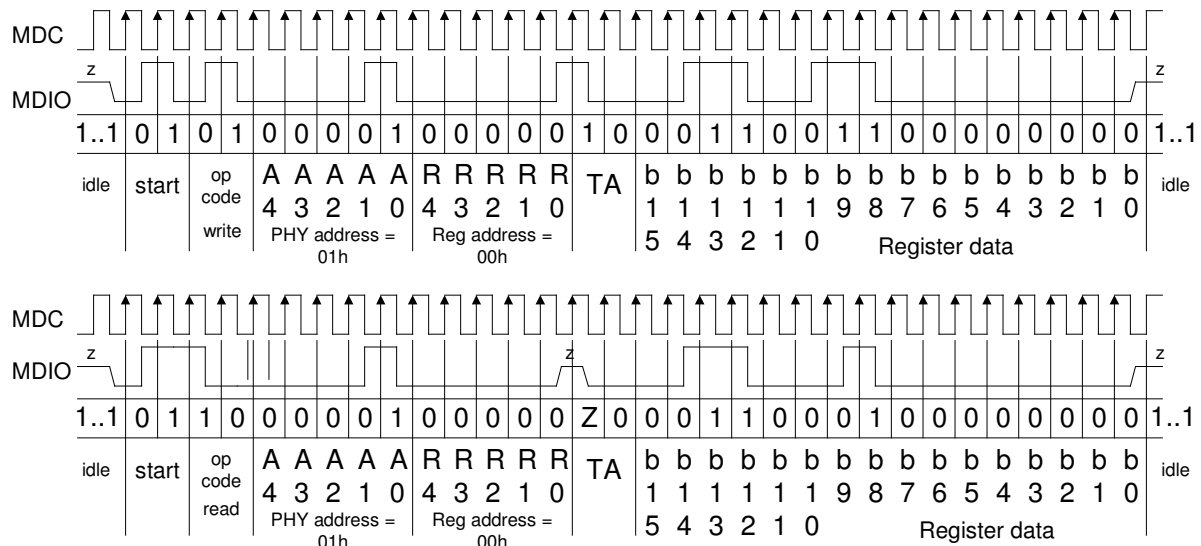 MDC
z z
MDIO
1..1 0 1 0 1 0 0 0 0 1 0 0 0 0 0 1 0 0 0 1 1 0 0 1 1 0 0 0 0 0 0 0 0 1..1
idle start op code write A4 A3 A2 A1 A0 R4 R3 R2 R1 R0 TA b15 b14 b13 b12 b11 b10 b9 b8 b7 b6 b5 b4 b3 b2 b1 b0 idle
PHY address = 01h Reg address = 00h Register data
MDC
z z z
MDIO
1..1 0 1 1 0 0 0 0 0 1 0 0 0 0 0 Z 0 0 0 1 1 0 0 0 1 0 0 0 0 0 0 0 0 1..1
idle start op code read A4 A3 A2 A1 A0 R4 R3 R2 R1 R0 TA b15 b14 b13 b12 b11 b10 b9 b8 b7 b6 b5 b4 b3 b2 b1 b0 idle
PHY address = 01h Reg address = 00h Register data